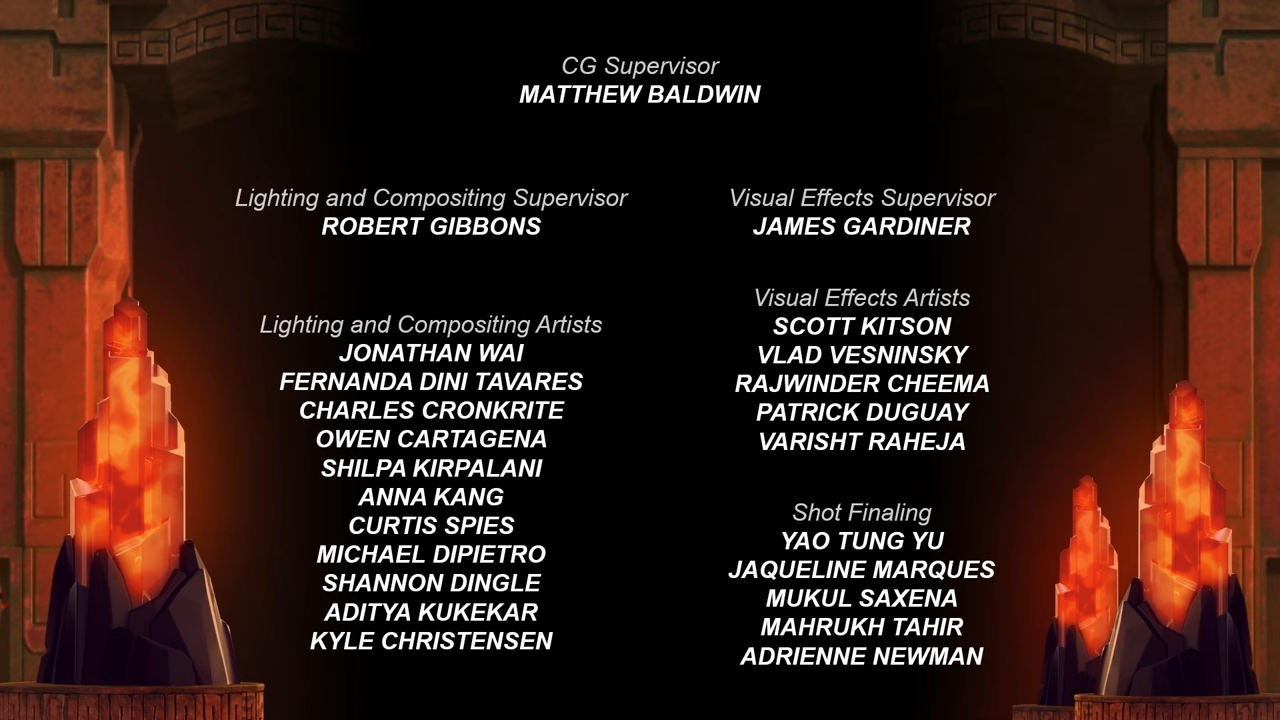 CG Supervisor
MATTHEW BALDWIN
Lighting and Compositing Supervisor
ROBERT GIBBONS
Lighting and Compositing Artists
JONATHAN WAI
FERNANDA DINI TAVARES
CHARLES CRONKRITE
OWEN CARTAGENA
SHILPA KIRPALANI
ANNA KANG
CURTIS SPIES
MICHAEL DIPIETRO
SHANNON DINGLE
ADITYA KUKEKAR
KYLE CHRISTENSEN
Visual Effects Supervisor
JAMES GARDINER
Visual Effects Artists
SCOTT KITSON
VLAD VESNINSKY
RAJWINDER CHEEMA
PATRICK DUGUAY
VARISHT RAHEJA
Shot Finaling
YAO TUNG YU
JAQUELINE MARQUES
MUKUL SAXENA
MAHRUKH TAHIR
ADRIENNE NEWMAN